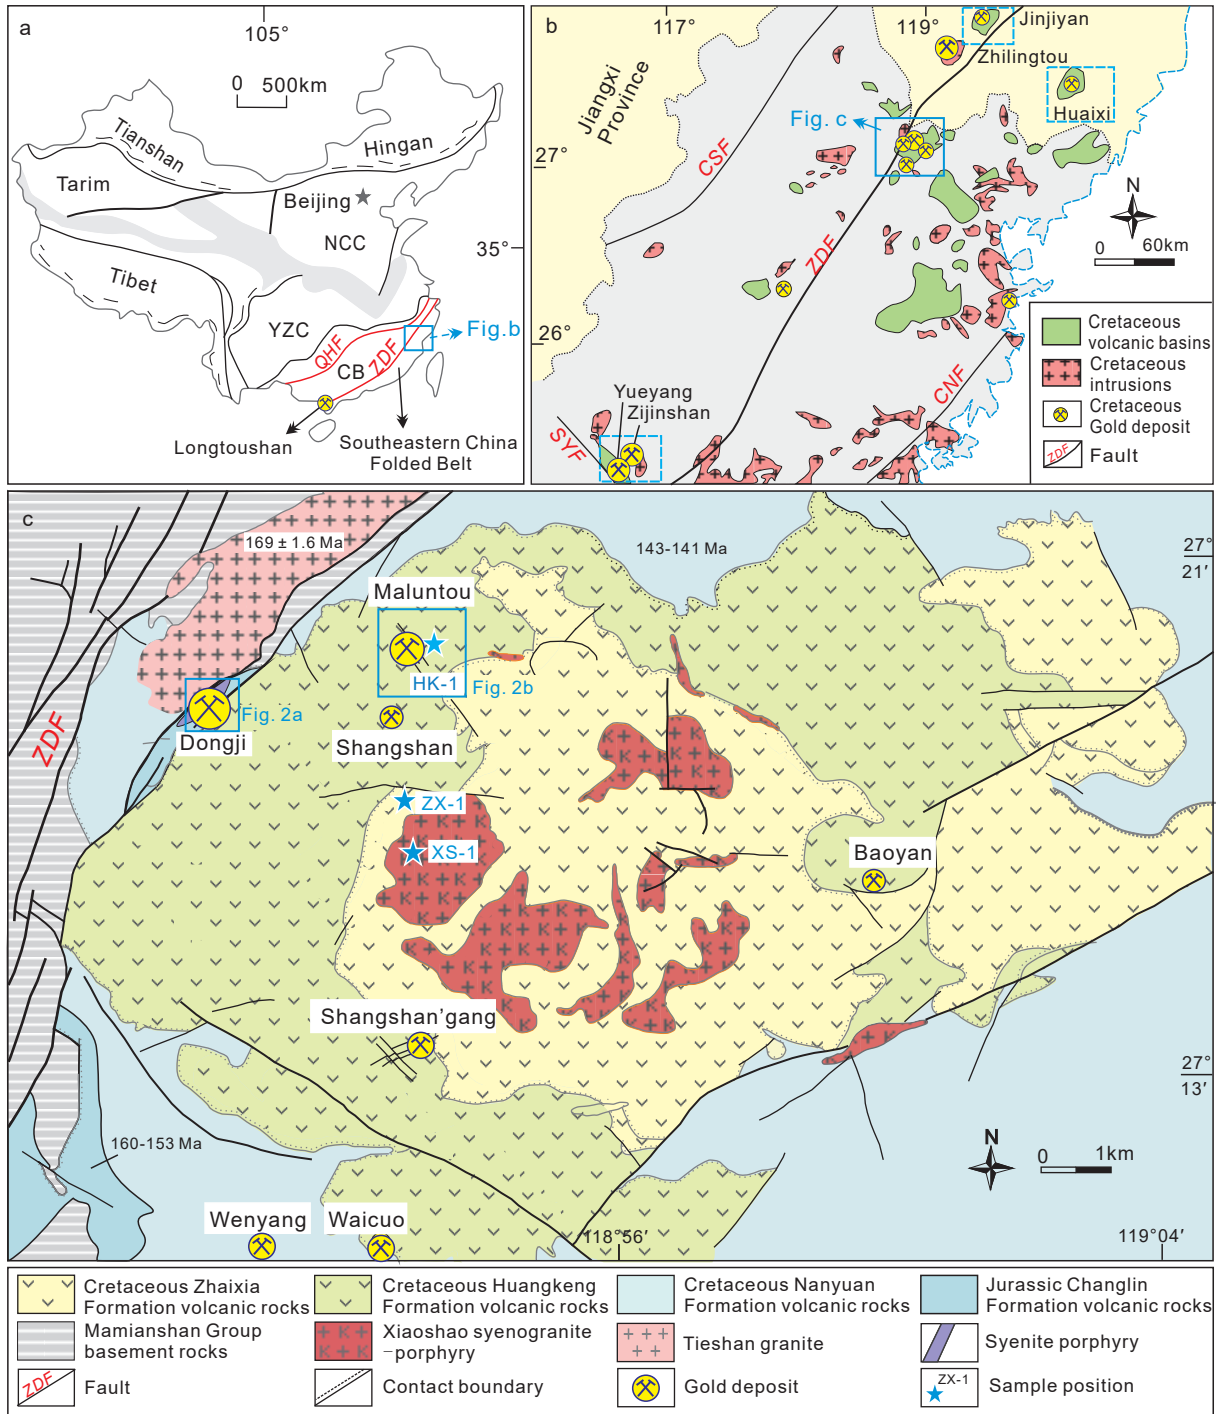 a
105°
0 500km
Tianshan
Hingan
Tarim
Beijing
NCC
35°
Tibet
YZC
QHF
ZDF
CB
Fig.b
Longtoushan
Southeastern China
Folded Belt
b
117°
119°
Jinjiyan
Zhilingtou
Jiangxi
Province
Huaixi
Fig. c
CSF
27°
N
0 60km
ZDF
26°
Yueyang
Zijinshan
SYF
CNF
Cretaceous
volcanic basins
Cretaceous
intrusions
Cretaceous
Gold deposit
ZDF
Fault
c
169 ± 1.6 Ma
143-141 Ma
27°
21′
Maluntou
HK-1
Fig. 2b
Fig. 2a
Dongji
Shangshan
ZDF
ZX-1
XS-1
Baoyan
Shangshan’gang
27°
13′
160-153 Ma
N
0 1km
Wenyang
Waicuo
118°56′
119°04′
Cretaceous Zhaixia
Formation volcanic rocks
Cretaceous Huangkeng
Formation volcanic rocks
Cretaceous Nanyuan
Formation volcanic rocks
Jurassic Changlin
Formation volcanic rocks
Mamianshan Group
basement rocks
Xiaoshao syenogranite
–porphyry
Tieshan granite
Syenite porphyry
ZDF
Fault
Contact boundary
Gold deposit
ZX-1
Sample position